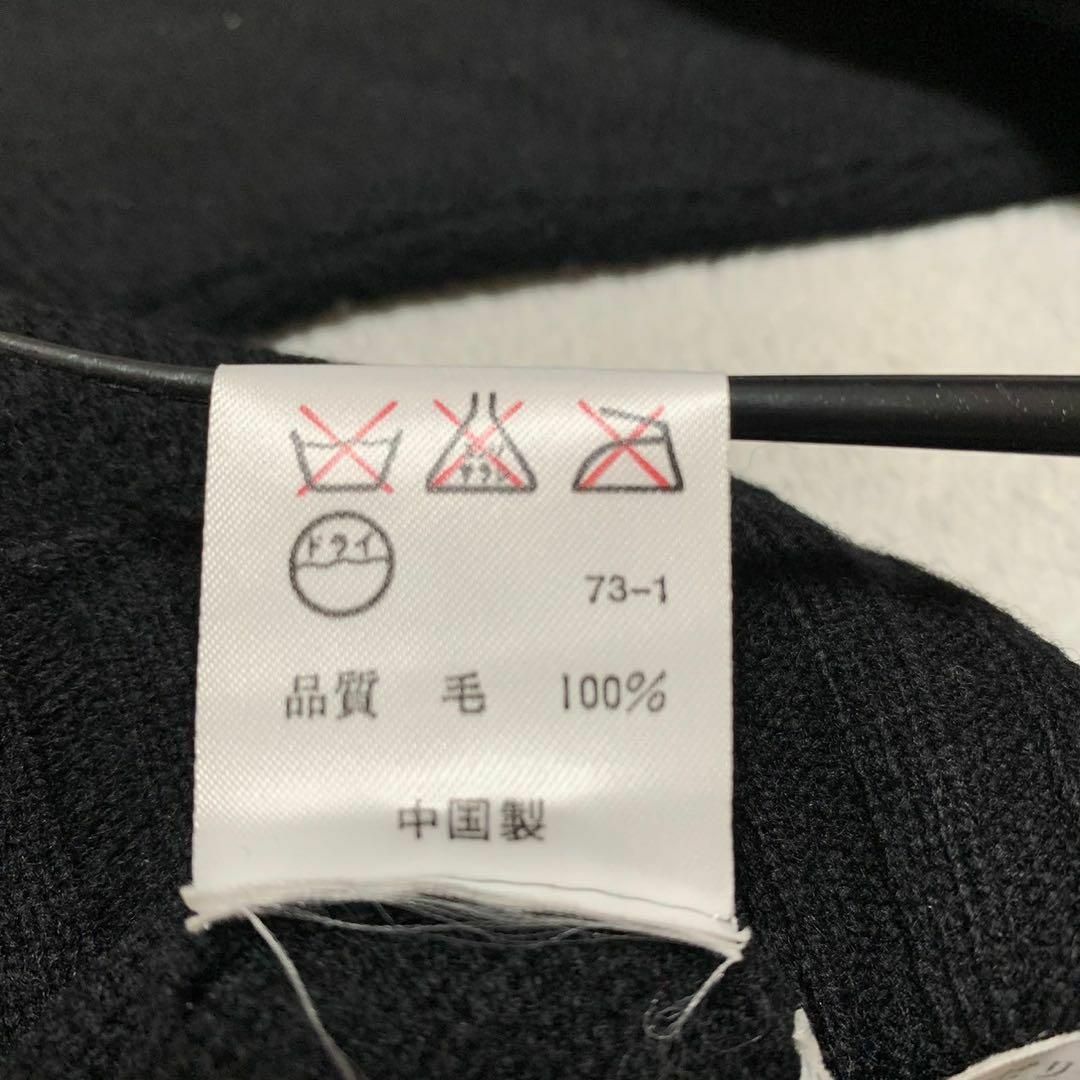 ドライ
73-1
品質 毛 100%
中国製